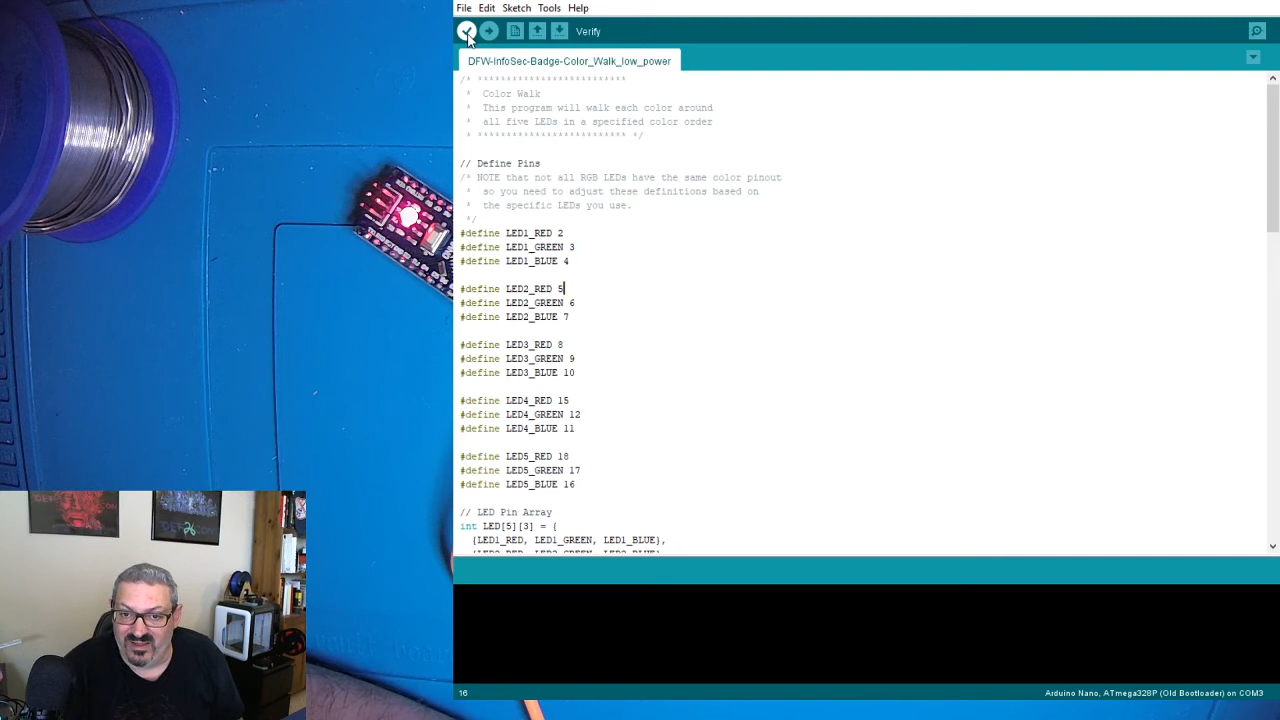 File Edit Sketch Tools Help
Verify
DFW-InfoSec-Badge-Color_Walk_low_power
/* **************************
* Color Walk
* This program will walk each color around
* all five LEDs in a specified color order
* ************************** */
// Define Pins
/* NOTE that not all RGB LEDs have the same color pinout
* so you need to adjust these definitions based on
* the specific LEDs you use.
*/
#define LED1_RED 2
#define LED1_GREEN 3
#define LED1_BLUE 4
#define LED2_RED 5
#define LED2_GREEN 6
#define LED2_BLUE 7
#define LED3_RED 8
#define LED3_GREEN 9
#define LED3_BLUE 10
#define LED4_RED 15
#define LED4_GREEN 12
#define LED4_BLUE 11
#define LED5_RED 18
#define LED5_GREEN 17
#define LED5_BLUE 16
// LED Pin Array
int LED[5][3] = {
{LED1_RED, LED1_GREEN, LED1_BLUE},
{LED2_RED, LED2_GREEN, LED2_BLUE},
16
Arduino Nano, ATmega328P (Old Bootloader) on COM3